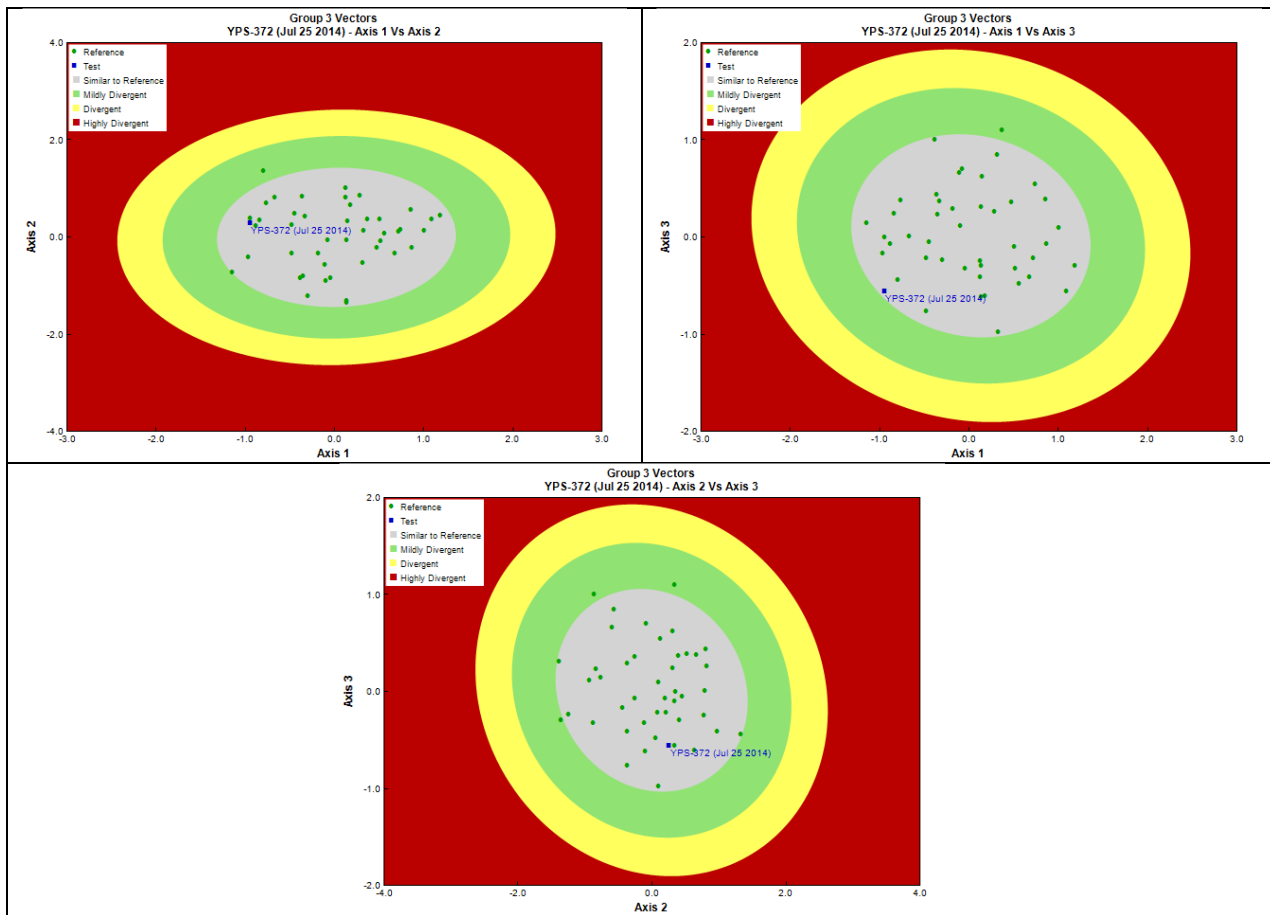 Group 3 Vectors
YPS-372 (Jul 25 2014) - Axis 1 Vs Axis 2
4.0
Reference
Test
Similar to Reference
Mildly Divergent
Divergent
Highly Divergent
2.0
Axis 2
0.0
YPS-372 (Jul 25 2014)
-2.0
-4.0
-3.0
-2.0
-1.0
0.0
1.0
2.0
3.0
Axis 1
Group 3 Vectors
YPS-372 (Jul 25 2014) - Axis 1 Vs Axis 3
2.0
Reference
Test
Similar to Reference
Mildly Divergent
Divergent
Highly Divergent
1.0
Axis 3
0.0
YPS-372 (Jul 25 2014)
-1.0
-2.0
-3.0
-2.0
-1.0
0.0
1.0
2.0
3.0
Axis 1
Group 3 Vectors
YPS-372 (Jul 25 2014) - Axis 2 Vs Axis 3
2.0
Reference
Test
Similar to Reference
Mildly Divergent
Divergent
Highly Divergent
1.0
Axis 3
0.0
YPS-372 (Jul 25 2014)
-1.0
-2.0
-4.0
-2.0
0.0
2.0
4.0
Axis 2